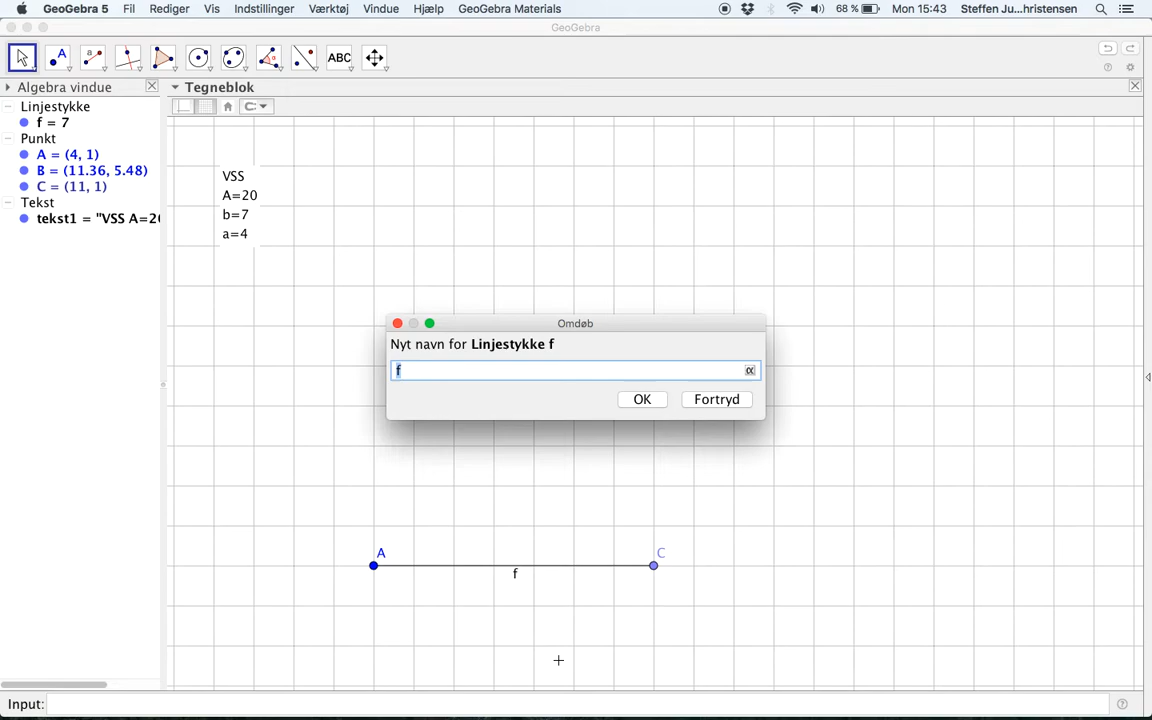 GeoGebra 5 Fil Rediger Vis Indstillinger Værktøj Vindue Hjælp GeoGebra Materials 68 % Mon 15:43 Steffen Ju...hristensen
GeoGebra
ABC
Algebra vindue
Tegneblok
Linjestykke
f = 7
Punkt
A = (4, 1)
B = (11.36, 5.48)
C = (11, 1)
Tekst
tekst1 = "VSS A=20
VSS
A=20
b=7
a=4
Omdøb
Nyt navn for Linjestykke f
f α
OK Fortryd
A C
f
Input: